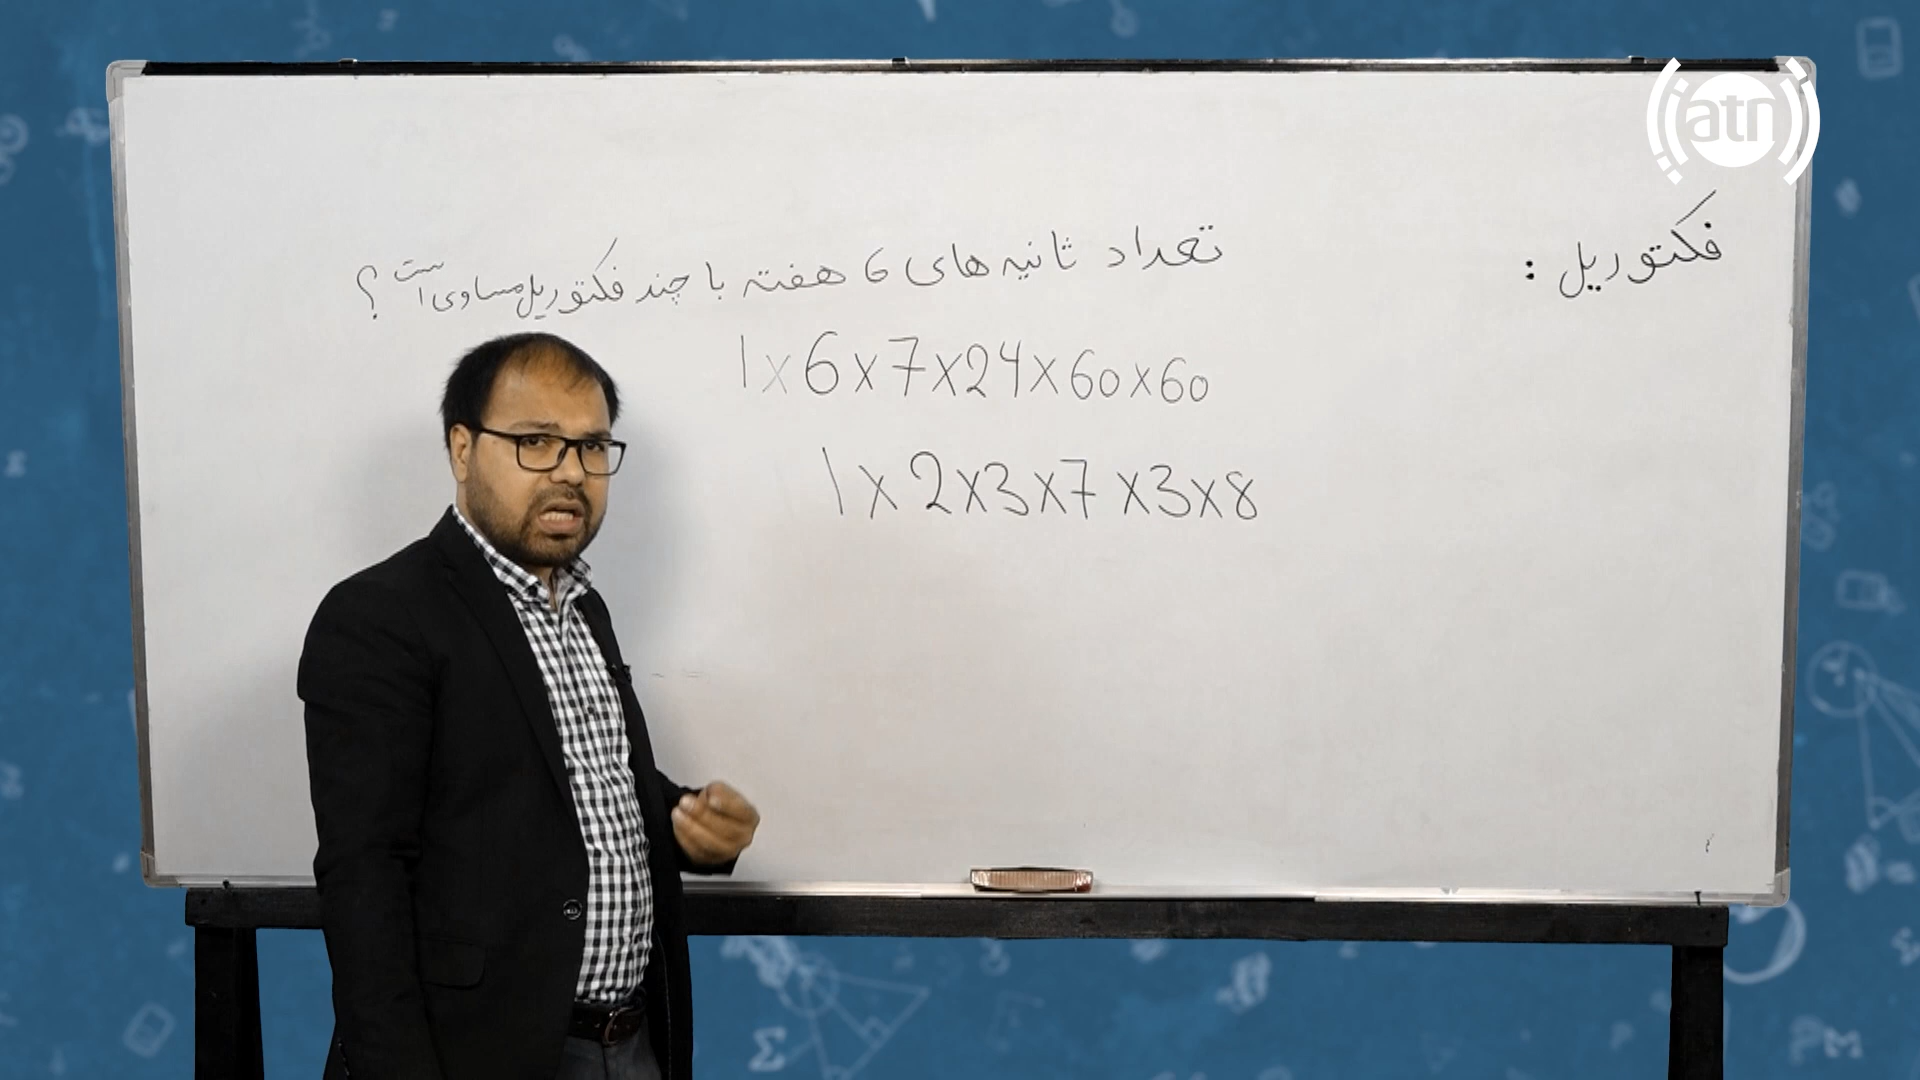 atn
فکتوریل :
تعداد ثانیه های 6 هفته با چند فکتوریل مساوی است ؟
1x6x7x24x60x60
1x2x3x7x3x8